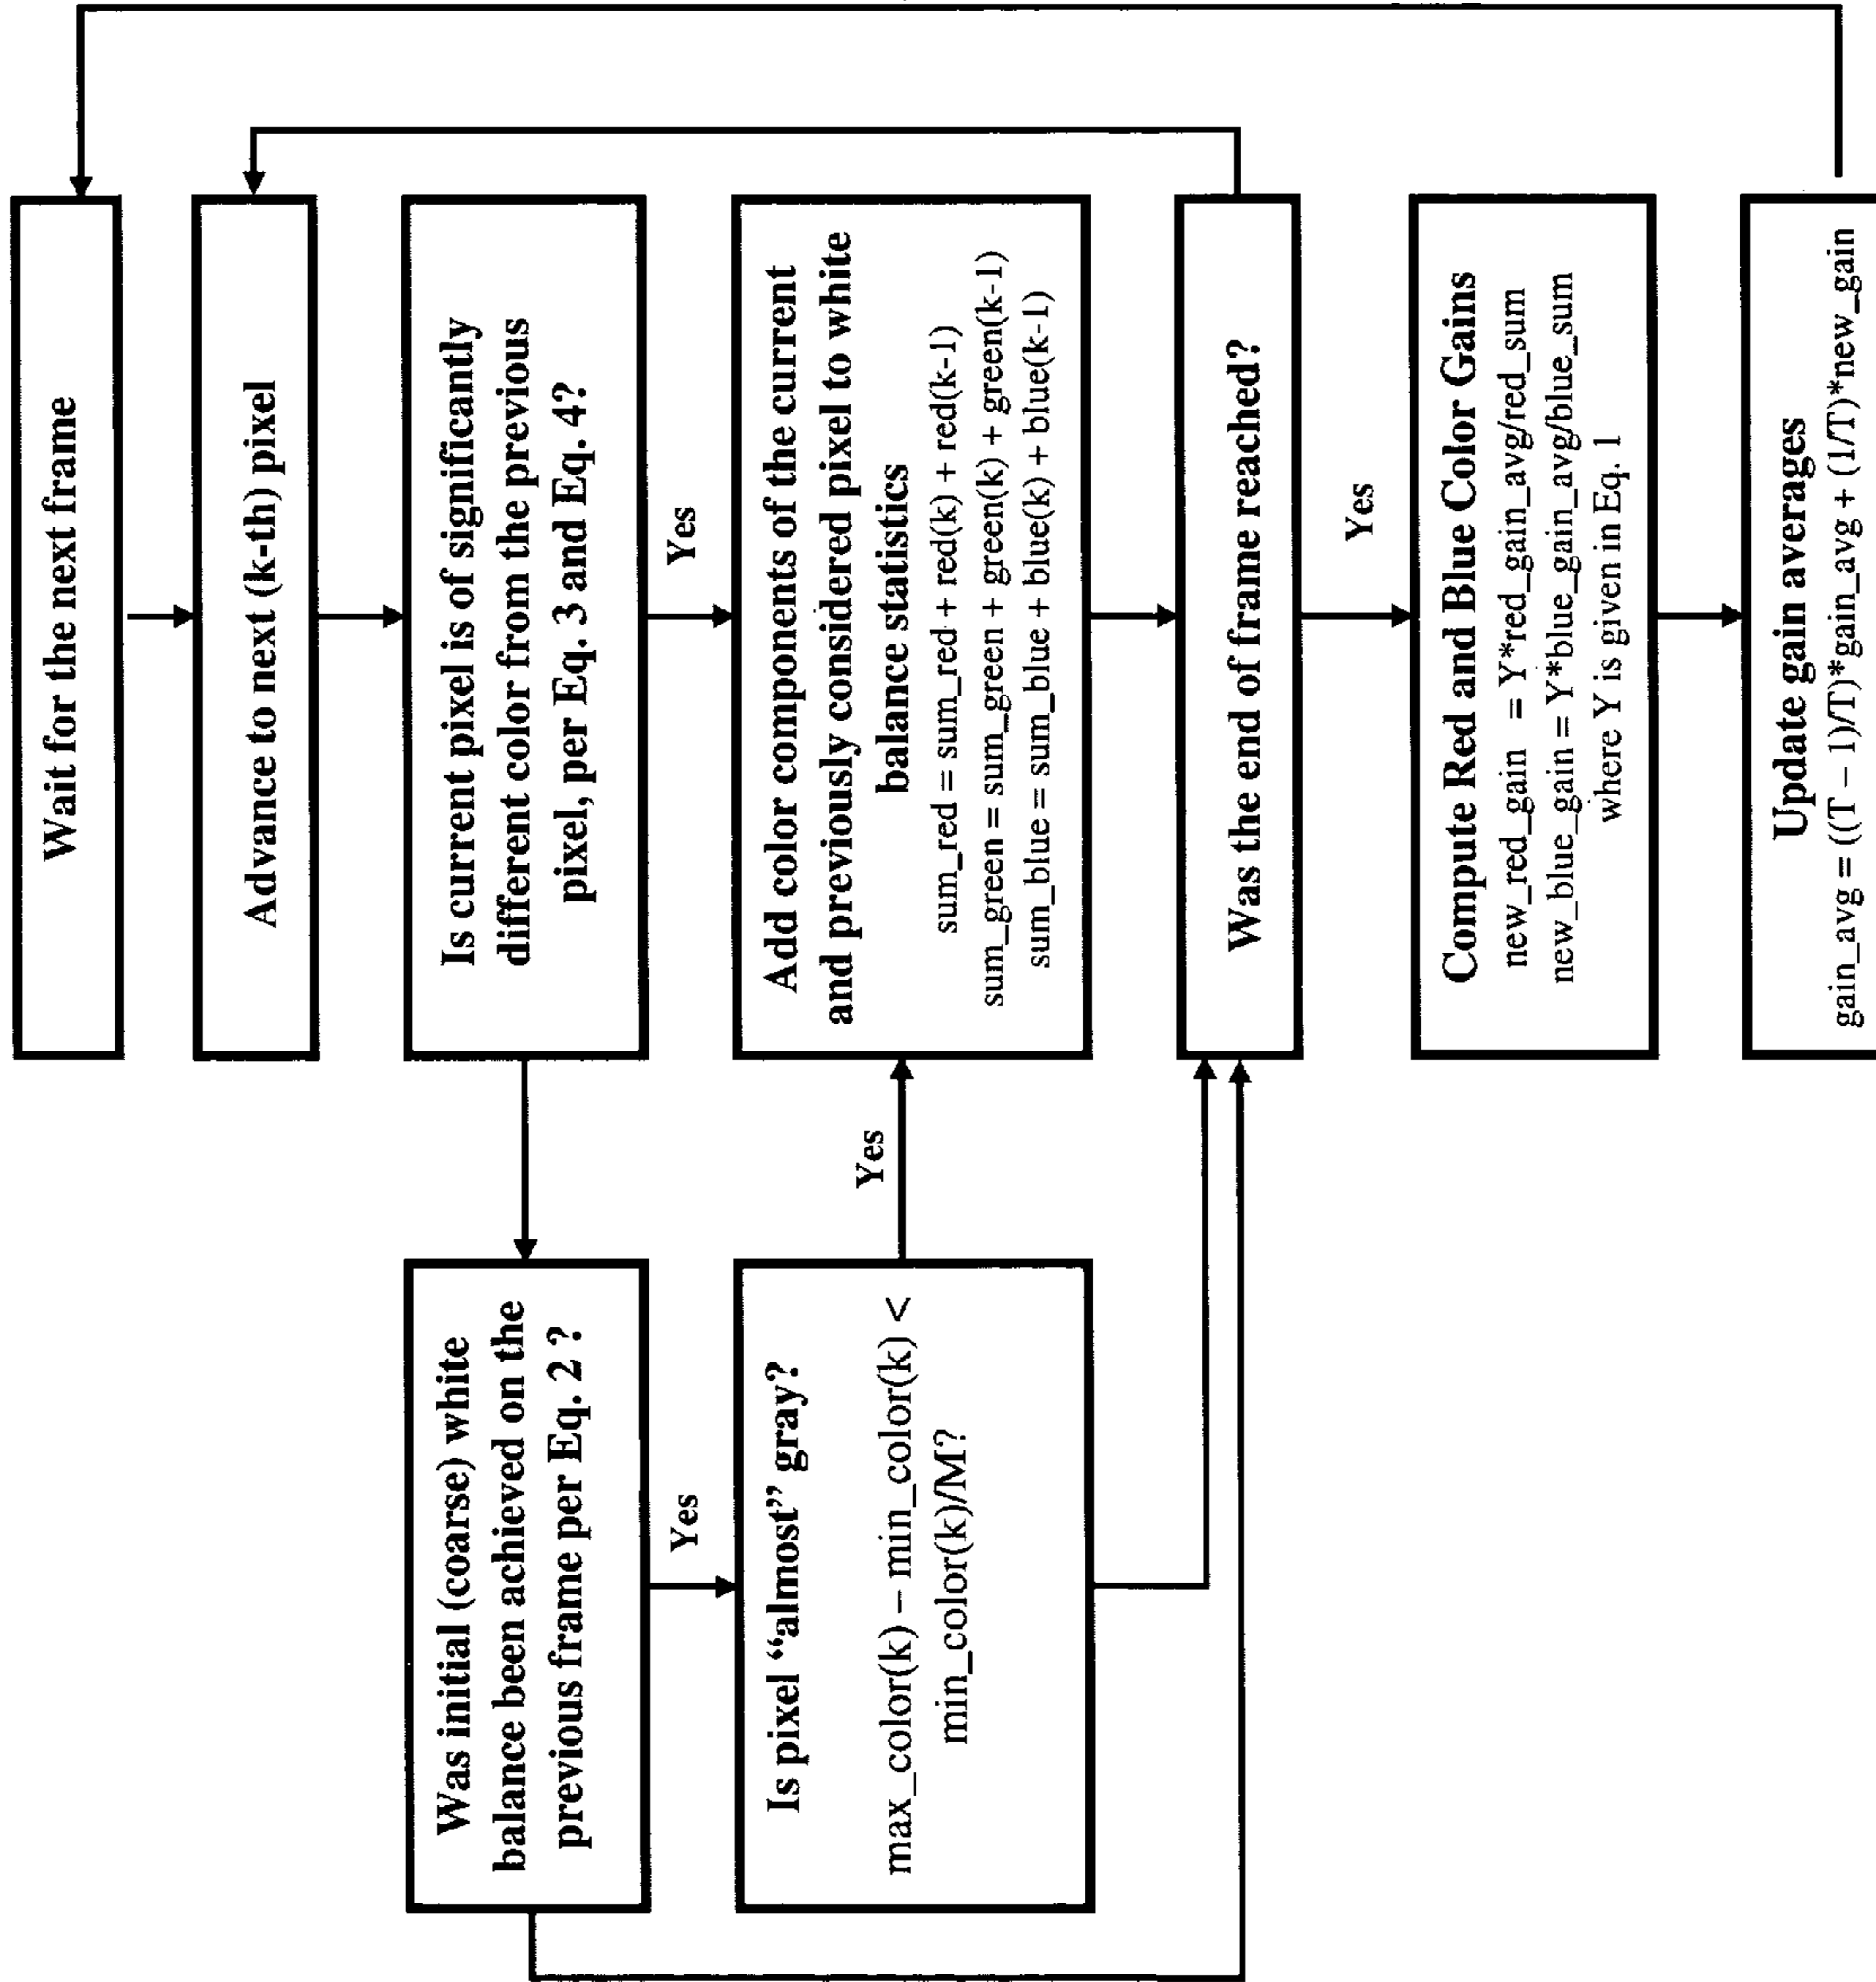 Wait for the next frame
Advance to next (k-th) pixel
Is current pixel is of significantly
different color from the previous
pixel, per Eq. 3 and Eq. 4?
Yes
Was initial (coarse) white
balance been achieved on the
previous frame per Eq. 2 ?
Yes
Is pixel “almost” gray?
max_color(k) – min_color(k) <
min_color(k)/M?
Yes
Add color components of the current
and previously considered pixel to white
balance statistics
sum_red = sum_red + red(k) + red(k-1)
sum_green = sum_green + green(k) + green(k-1)
sum_blue = sum_blue + blue(k) + blue(k-1)
Was the end of frame reached?
Yes
Compute Red and Blue Color Gains
new_red_gain = Y*red_gain_avg/red_sum
new_blue_gain = Y*blue_gain_avg/blue_sum
where Y is given in Eq. 1
Update gain averages
gain_avg = ((T – 1)/T)*gain_avg + (1/T)*new_gain